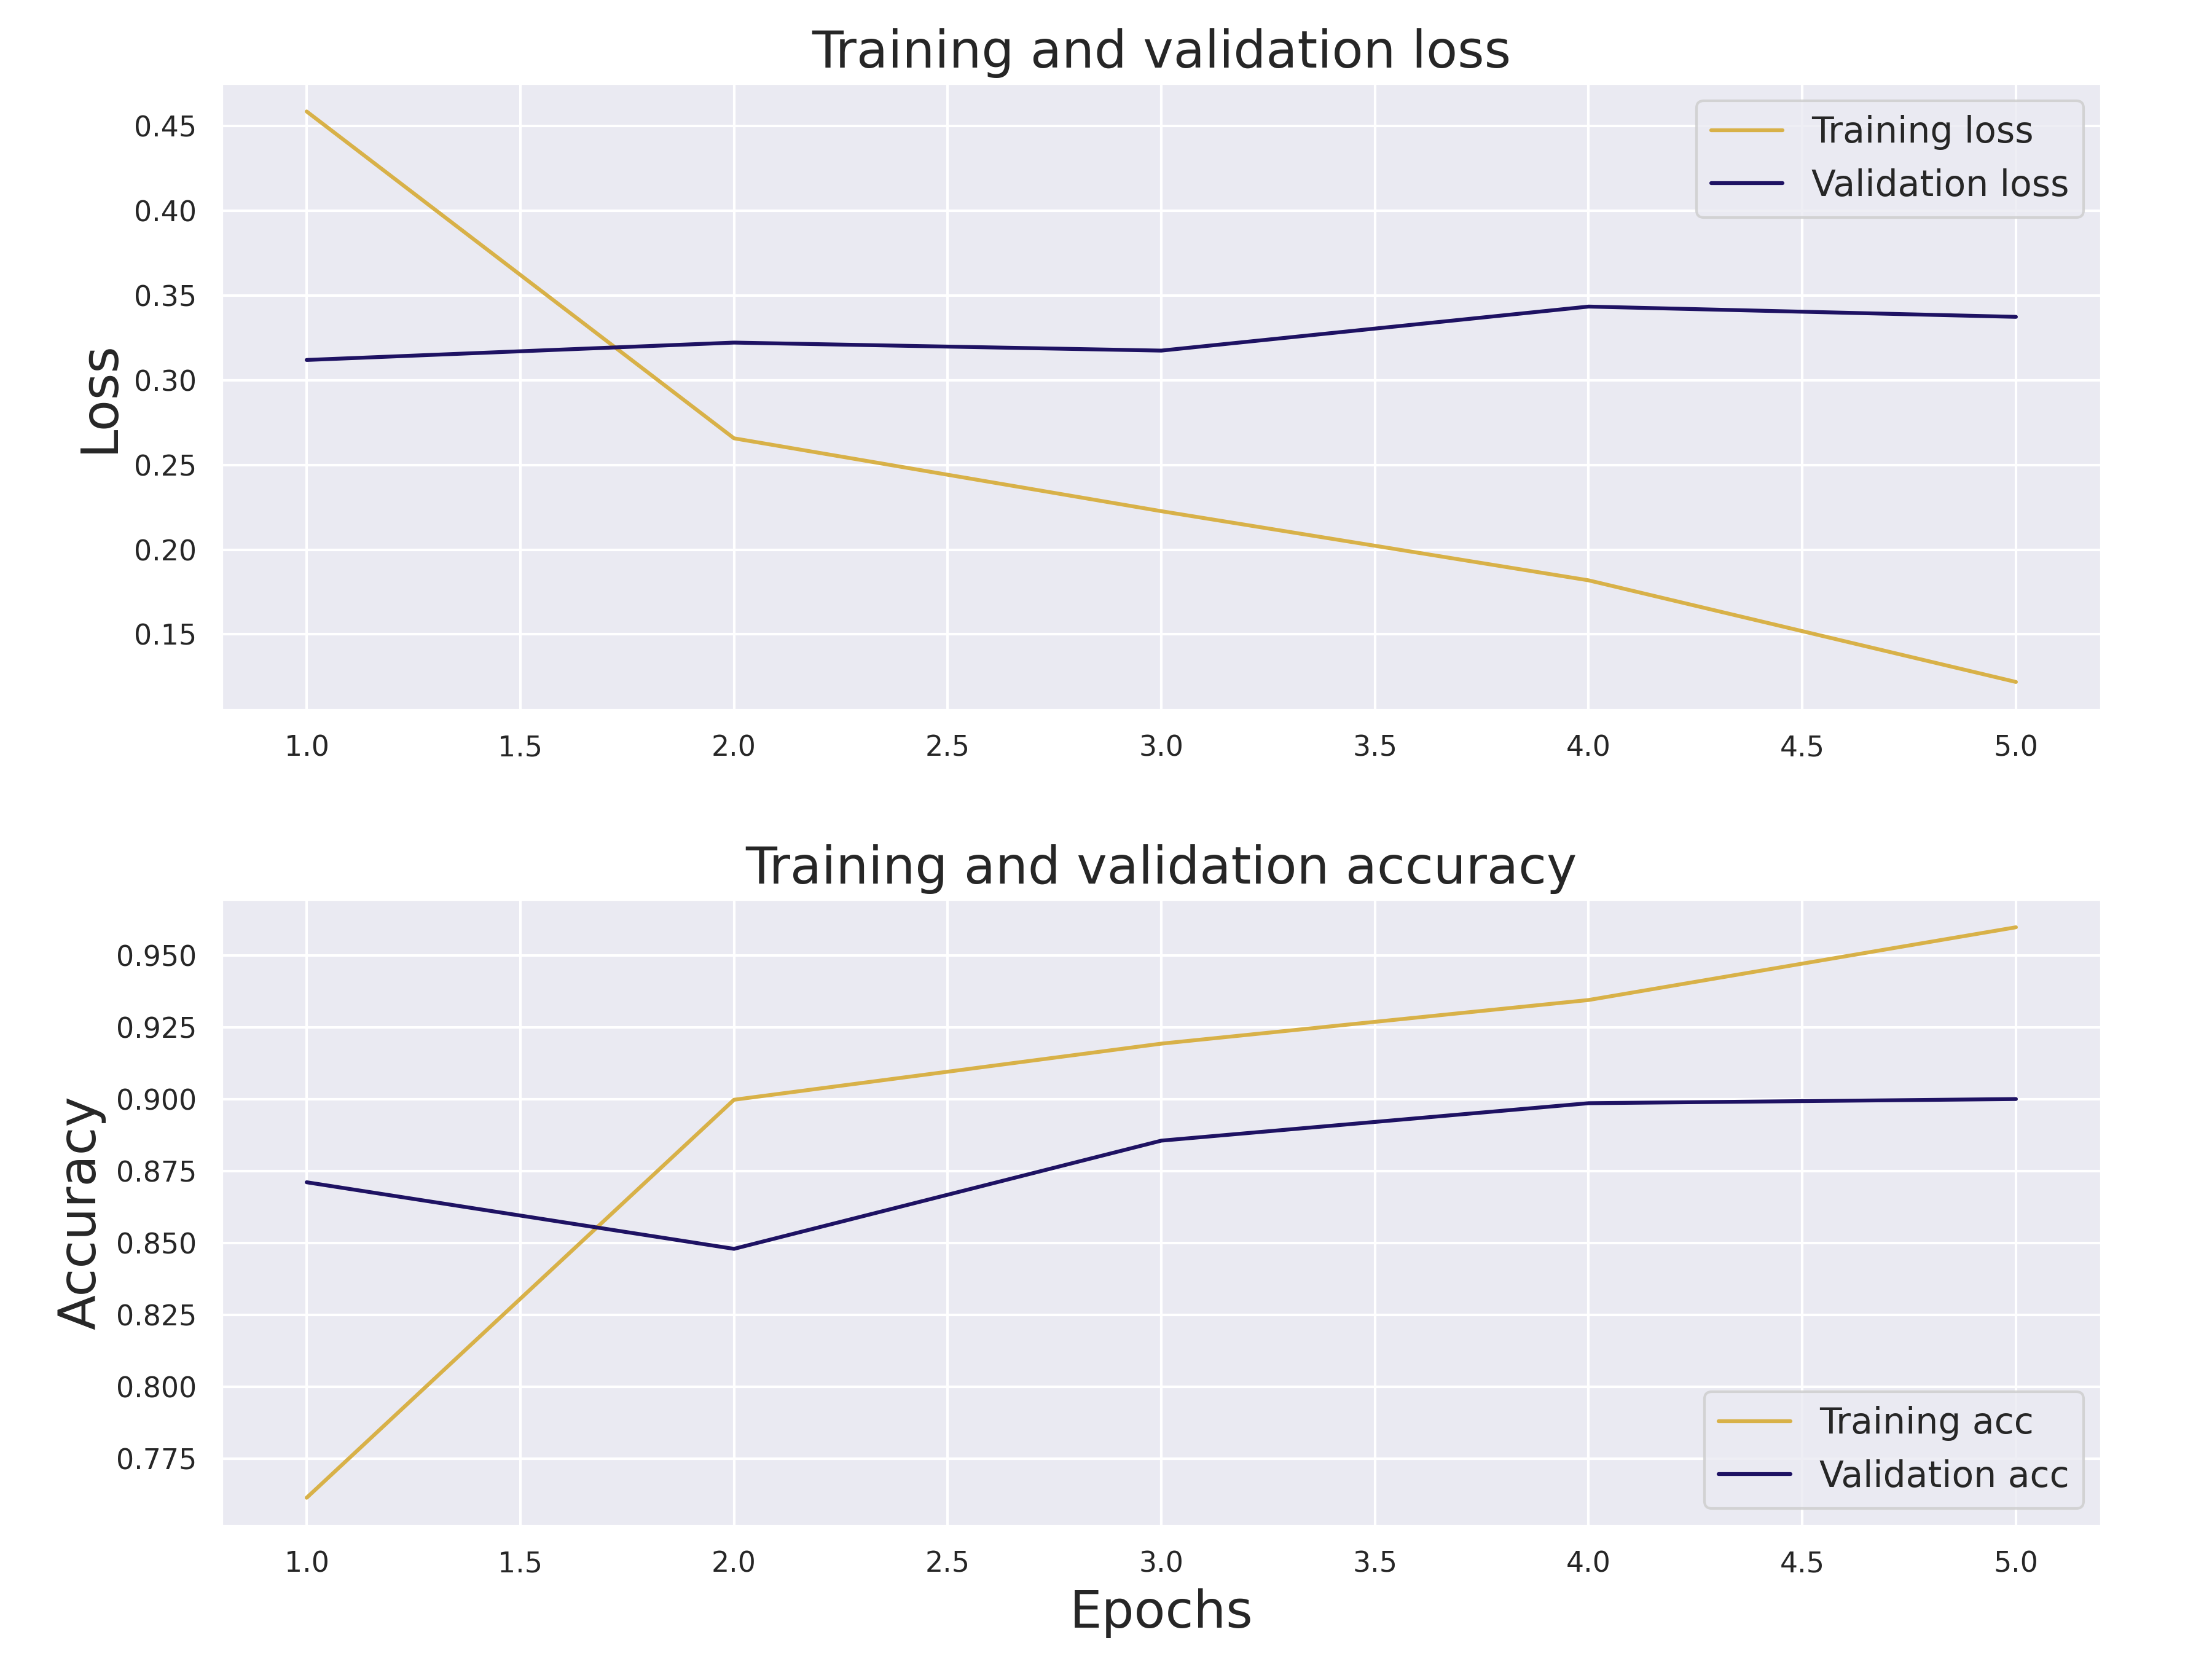 Training and validation loss
Loss
0.45
0.40
0.35
0.30
0.25
0.20
0.15
Training loss
Validation loss
1.0 1.5 2.0 2.5 3.0 3.5 4.0 4.5 5.0
Training and validation accuracy
Accuracy
0.950
0.925
0.900
0.875
0.850
0.825
0.800
0.775
Training acc
Validation acc
1.0 1.5 2.0 2.5 3.0 3.5 4.0 4.5 5.0
Epochs